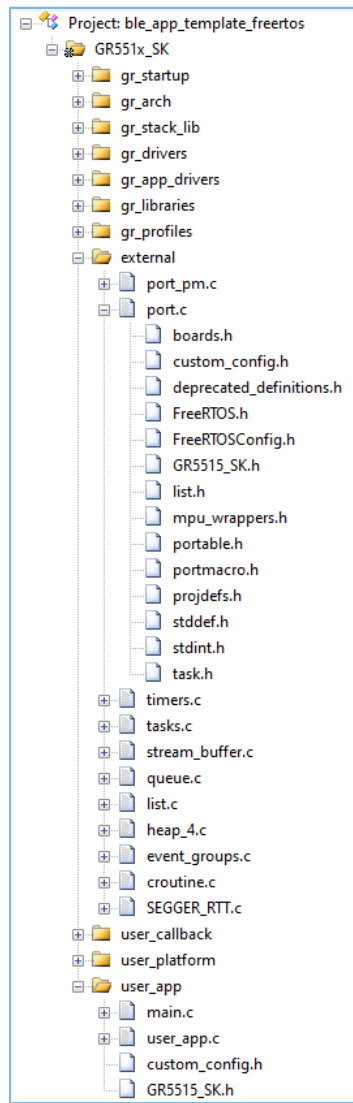 Project: ble_app_template_freertos
GR551x_SK
gr_startup
gr_arch
gr_stack_lib
gr_drivers
gr_app_drivers
gr_libraries
gr_profiles
external
port_pm.c
port.c
boards.h
custom_config.h
deprecated_definitions.h
FreeRTOS.h
FreeRTOSConfig.h
GR5515_SK.h
list.h
mpu_wrappers.h
portable.h
portmacro.h
projdefs.h
stddef.h
stdint.h
task.h
timers.c
tasks.c
stream_buffer.c
queue.c
list.c
heap_4.c
event_groups.c
croutine.c
SEGGER_RTT.c
user_callback
user_platform
user_app
main.c
user_app.c
custom_config.h
GR5515_SK.h